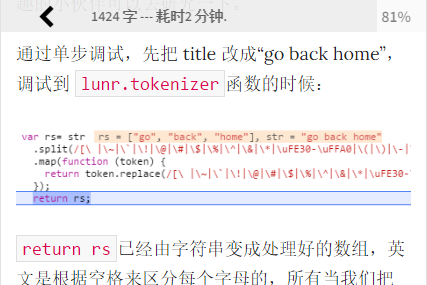 1424 字 --- 耗时2 分钟.
81%
通过单步调试，先把 title 改成“go back home”，
调试到 lunr.tokenizer 函数的时候：
var rs= str rs = ["go", "back", "home"], str = "go back home"
.split(/[\ |\~|\`|\!|\@|\#|\$|\%|\^|\&|\*|\uFE30-\uFFA0|\(|\)|\-|
.map(function (token) {
return token.replace(/[\ |\~|\`|\!|\@|\#|\$|\%|\^|\&|\*|\uFE30-
});
return rs;
return rs 已经由字符串变成处理好的数组，英
文是根据空格来区分每个字母的，所有当我们把